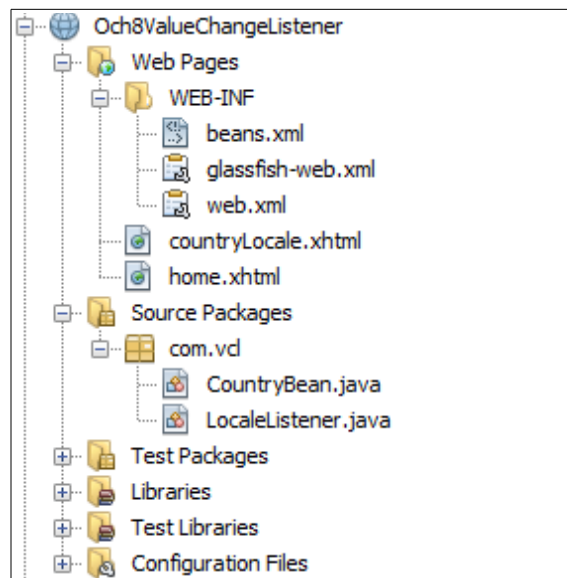 Och8ValueChangeListener
Web Pages
WEB-INF
beans.xml
glassfish-web.xml
web.xml
countryLocale.xhtml
home.xhtml
Source Packages
com.vcl
CountryBean.java
LocaleListener.java
Test Packages
Libraries
Test Libraries
Configuration Files